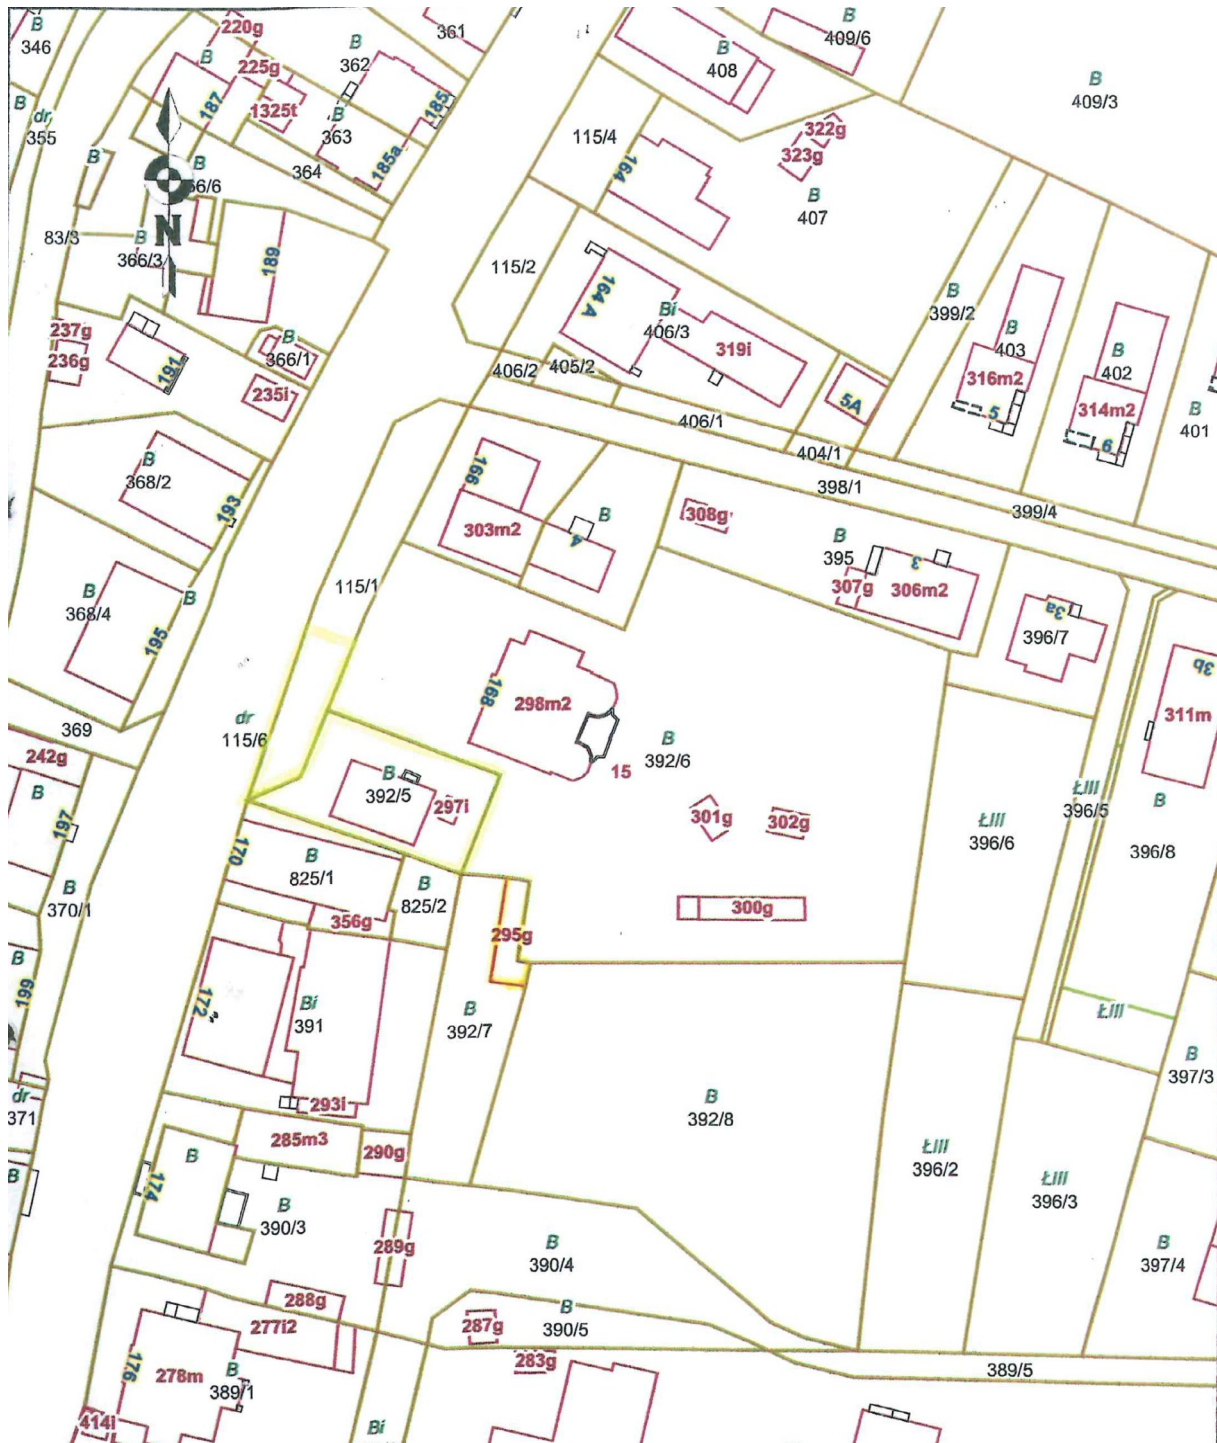 220g
361
B
409/6
B
346
B
362
B
408
B
409/3
225g
B
187
1325t
185
B
B
363
dr
355
115/4
322g
323g
B
B
66/6
364
185a
164
B
407
N
83/3
B
366/3
189
115/2
164 A
B
399/2
Bi
406/3
319i
B
403
B
402
237g
236g
191
B
366/1
235i
406/2
405/2
316m2
5
314m2
6
5A
B
401
406/1
404/1
398/1
399/4
B
368/2
193
166
303m2
B
4
308g
B
395
3
307g
306m2
115/1
B
368/4
B
195
3a
396/7
3b
311m
168
298m2
15
B
392/6
369
dr
115/6
242g
B
B
392/5
297i
301g
302g
ŁIII
396/6
ŁIII
396/5
B
396/8
197
170
B
825/1
B
825/2
B
370/1
356g
295g
300g
B
199
172
Bi
391
B
392/7
ŁIII
B
397/3
dr
371
293i
285m3
290g
B
392/8
ŁIII
396/2
ŁIII
396/3
B
B
174
B
390/3
289g
B
390/4
B
397/4
288g
277i2
287g
B
390/5
283g
389/5
176
278m
B
389/1
414i
Bi